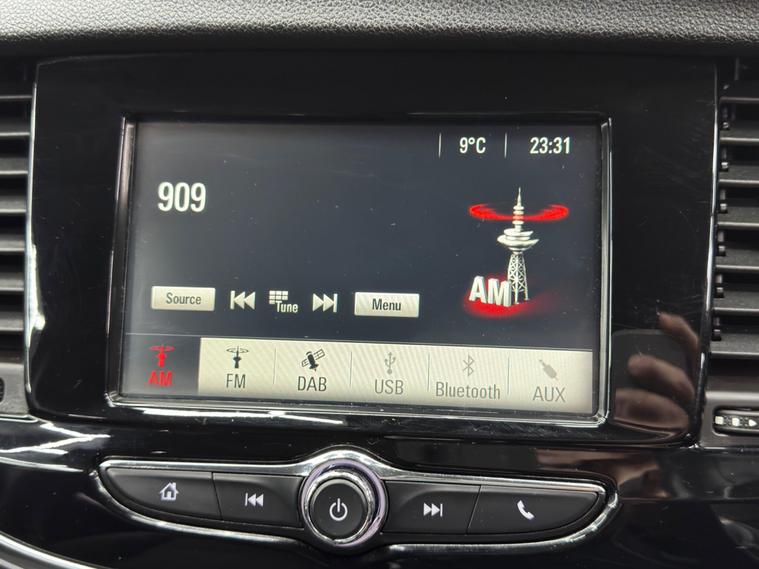 9°C 23:31
909
AM
Source Tune Menu
AM FM DAB USB Bluetooth AUX